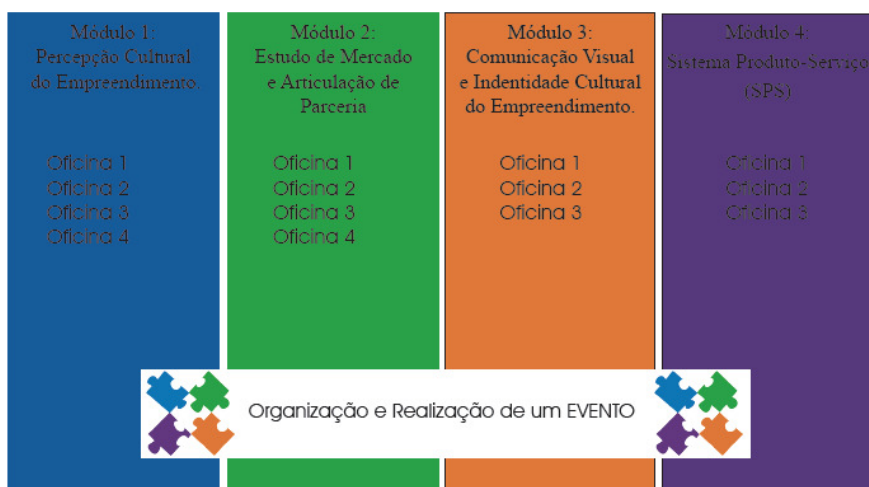 Módulo 1:
Percepção Cultural
do Empreendimento.
Oficina 1
Oficina 2
Oficina 3
Oficina 4
Módulo 2:
Estudo de Mercado
e Articulação de
Parceria
Oficina 1
Oficina 2
Oficina 3
Oficina 4
Módulo 3:
Comunicação Visual
e Indentidade Cultural
do Empreendimento.
Oficina 1
Oficina 2
Oficina 3
Módulo 4:
Sistema Produto-Serviço
(SPS)
Oficina 1
Oficina 2
Oficina 3
Organização e Realização de um EVENTO